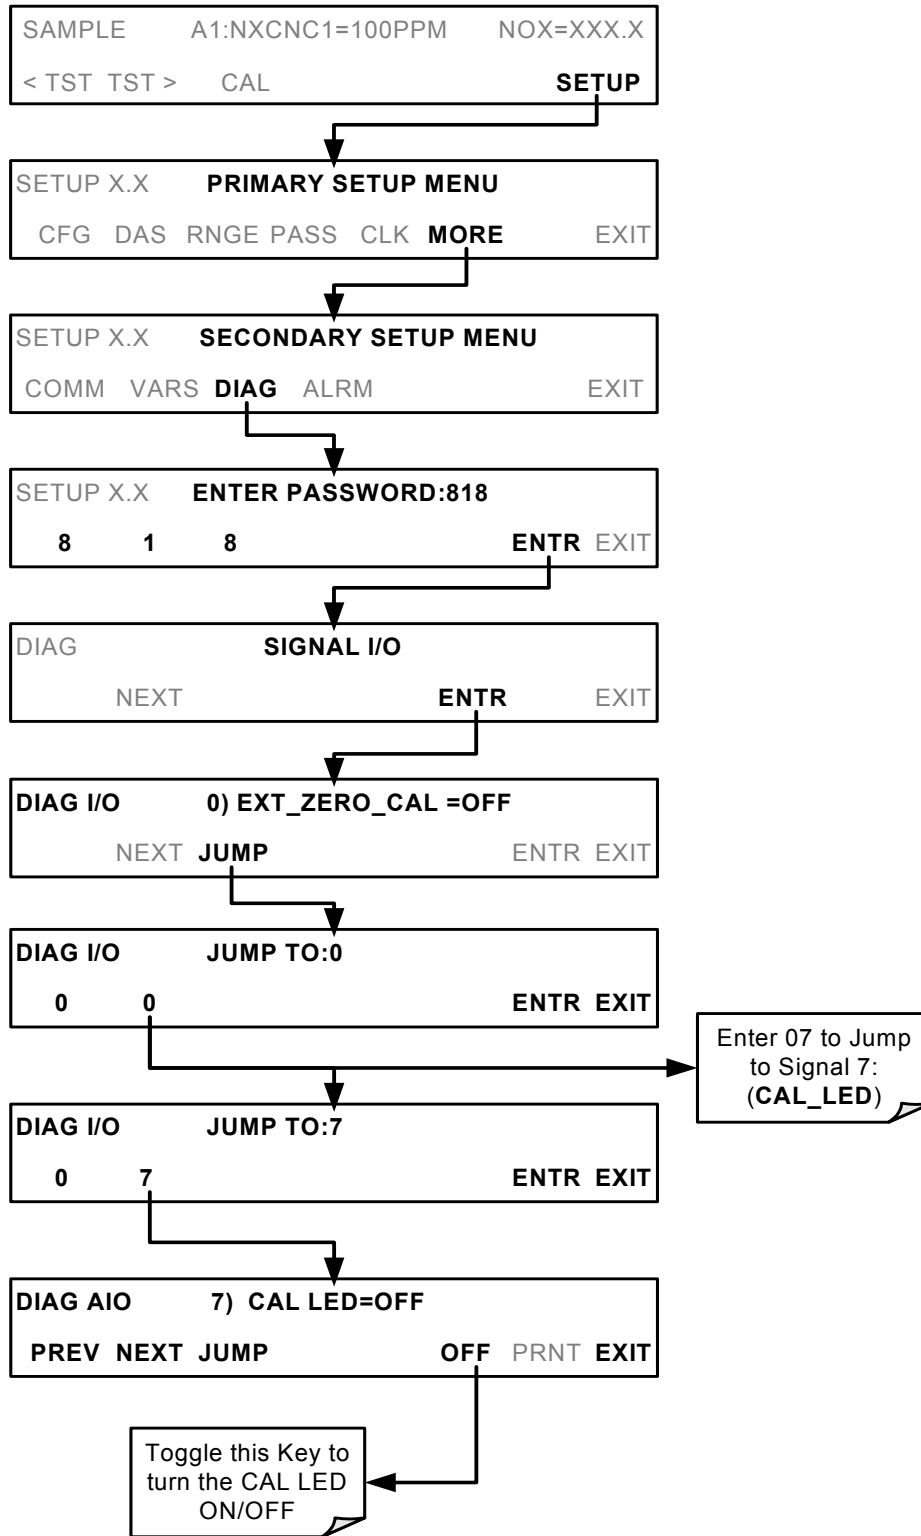 SAMPLE A1:NXCNC1=100PPM NOX=XXX.X
< TST TST > CAL SETUP
SETUP X.X PRIMARY SETUP MENU
CFG DAS RNGE PASS CLK MORE EXIT
SETUP X.X SECONDARY SETUP MENU
COMM VARS DIAG ALRM EXIT
SETUP X.X ENTER PASSWORD:818
8 1 8 ENTR EXIT
DIAG SIGNAL I/O
NEXT ENTR EXIT
DIAG I/O 0) EXT_ZERO_CAL =OFF
NEXT JUMP ENTR EXIT
DIAG I/O JUMP TO:0
0 0 ENTR EXIT
Enter 07 to Jump
to Signal 7:
(CAL_LED)
DIAG I/O JUMP TO:7
0 7 ENTR EXIT
DIAG AIO 7) CAL LED=OFF
PREV NEXT JUMP OFF PRNT EXIT
Toggle this Key to
turn the CAL LED
ON/OFF